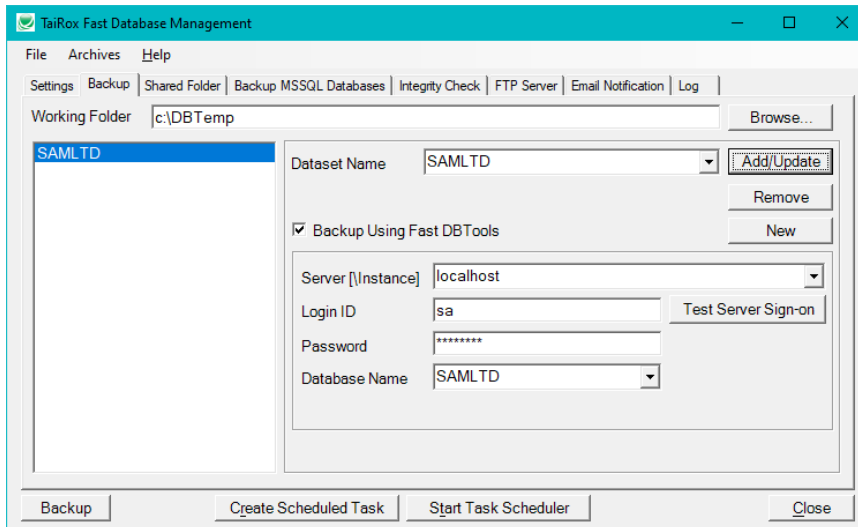 TaiRox Fast Database Management
File Archives Help
Settings Backup Shared Folder Backup MSSQL Databases Integrity Check FTP Server Email Notification Log
Working Folder c:\DBTemp Browse...
SAMLTD
Dataset Name SAMLTD Add/Update
Remove
Backup Using Fast DBTools New
Server [\Instance] localhost
Login ID sa Test Server Sign-on
Password ********
Database Name SAMLTD
Backup Create Scheduled Task Start Task Scheduler Close